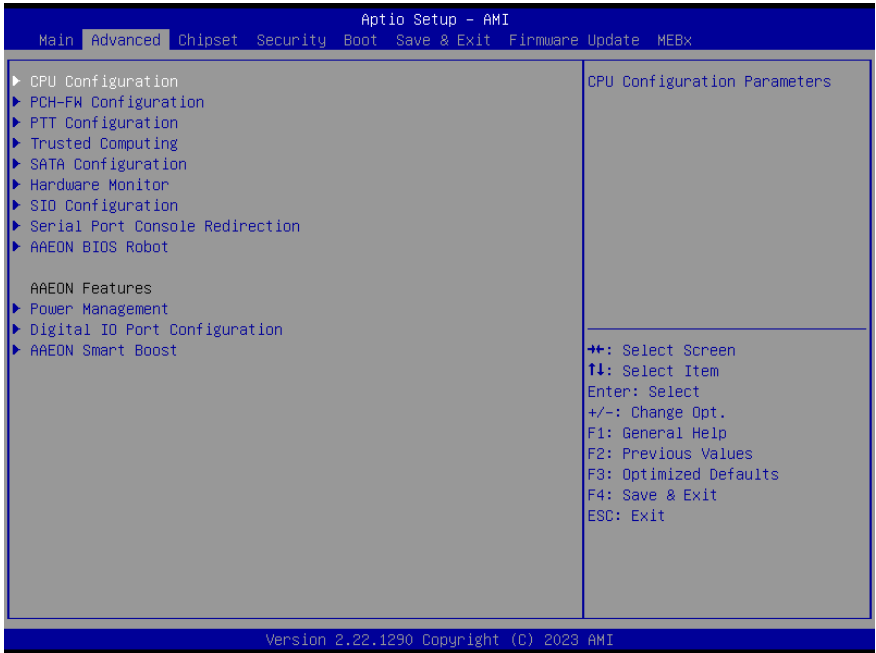 Aptio Setup – AMI
Main Advanced Chipset Security Boot Save & Exit Firmware Update MEBx
CPU Configuration
PCH-FW Configuration
PTT Configuration
Trusted Computing
SATA Configuration
Hardware Monitor
SIO Configuration
Serial Port Console Redirection
AAEON BIOS Robot
AAEON Features
Power Management
Digital IO Port Configuration
AAEON Smart Boost
CPU Configuration Parameters
→←: Select Screen
↑↓: Select Item
Enter: Select
+/-: Change Opt.
F1: General Help
F2: Previous Values
F3: Optimized Defaults
F4: Save & Exit
ESC: Exit
Version 2.22.1290 Copyright (C) 2023 AMI